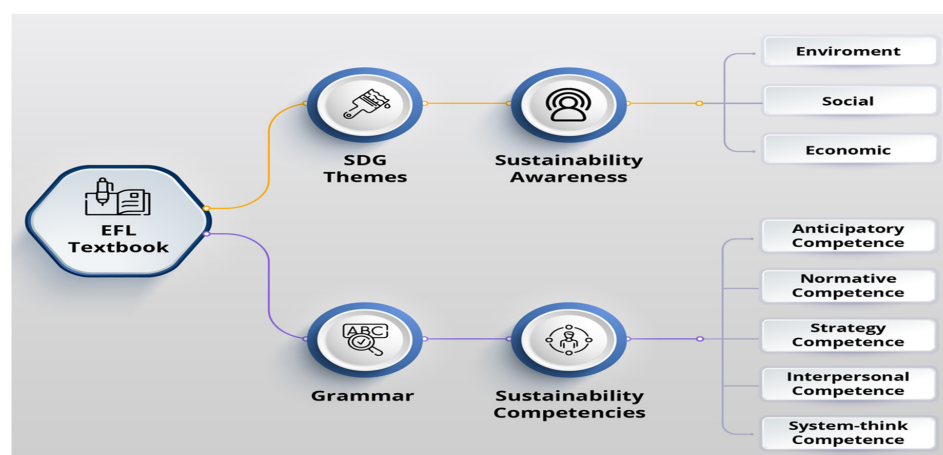 EFL
Textbook
SDG
Themes
Sustainability
Awareness
Enviroment
Social
Economic
ABC
Grammar
Sustainability
Competencies
Anticipatory
Competence
Normative
Competence
Strategy
Competence
Interpersonal
Competence
System-think
Competence